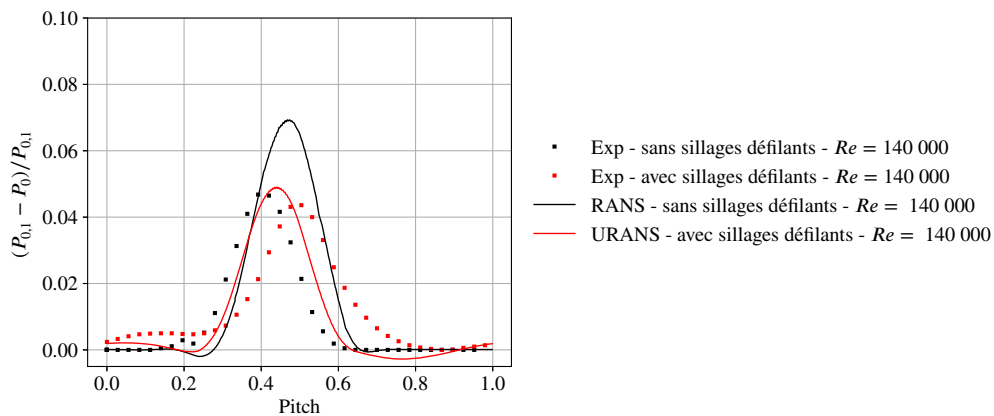 0.10
0.08
0.06
0.04
0.02
0.00
(P0,1 − P0)/P0,1
0.0 0.2 0.4 0.6 0.8 1.0
Pitch
Exp - sans sillages défilants - Re = 140 000
Exp - avec sillages défilants - Re = 140 000
RANS - sans sillages défilants - Re = 140 000
URANS - avec sillages défilants - Re = 140 000